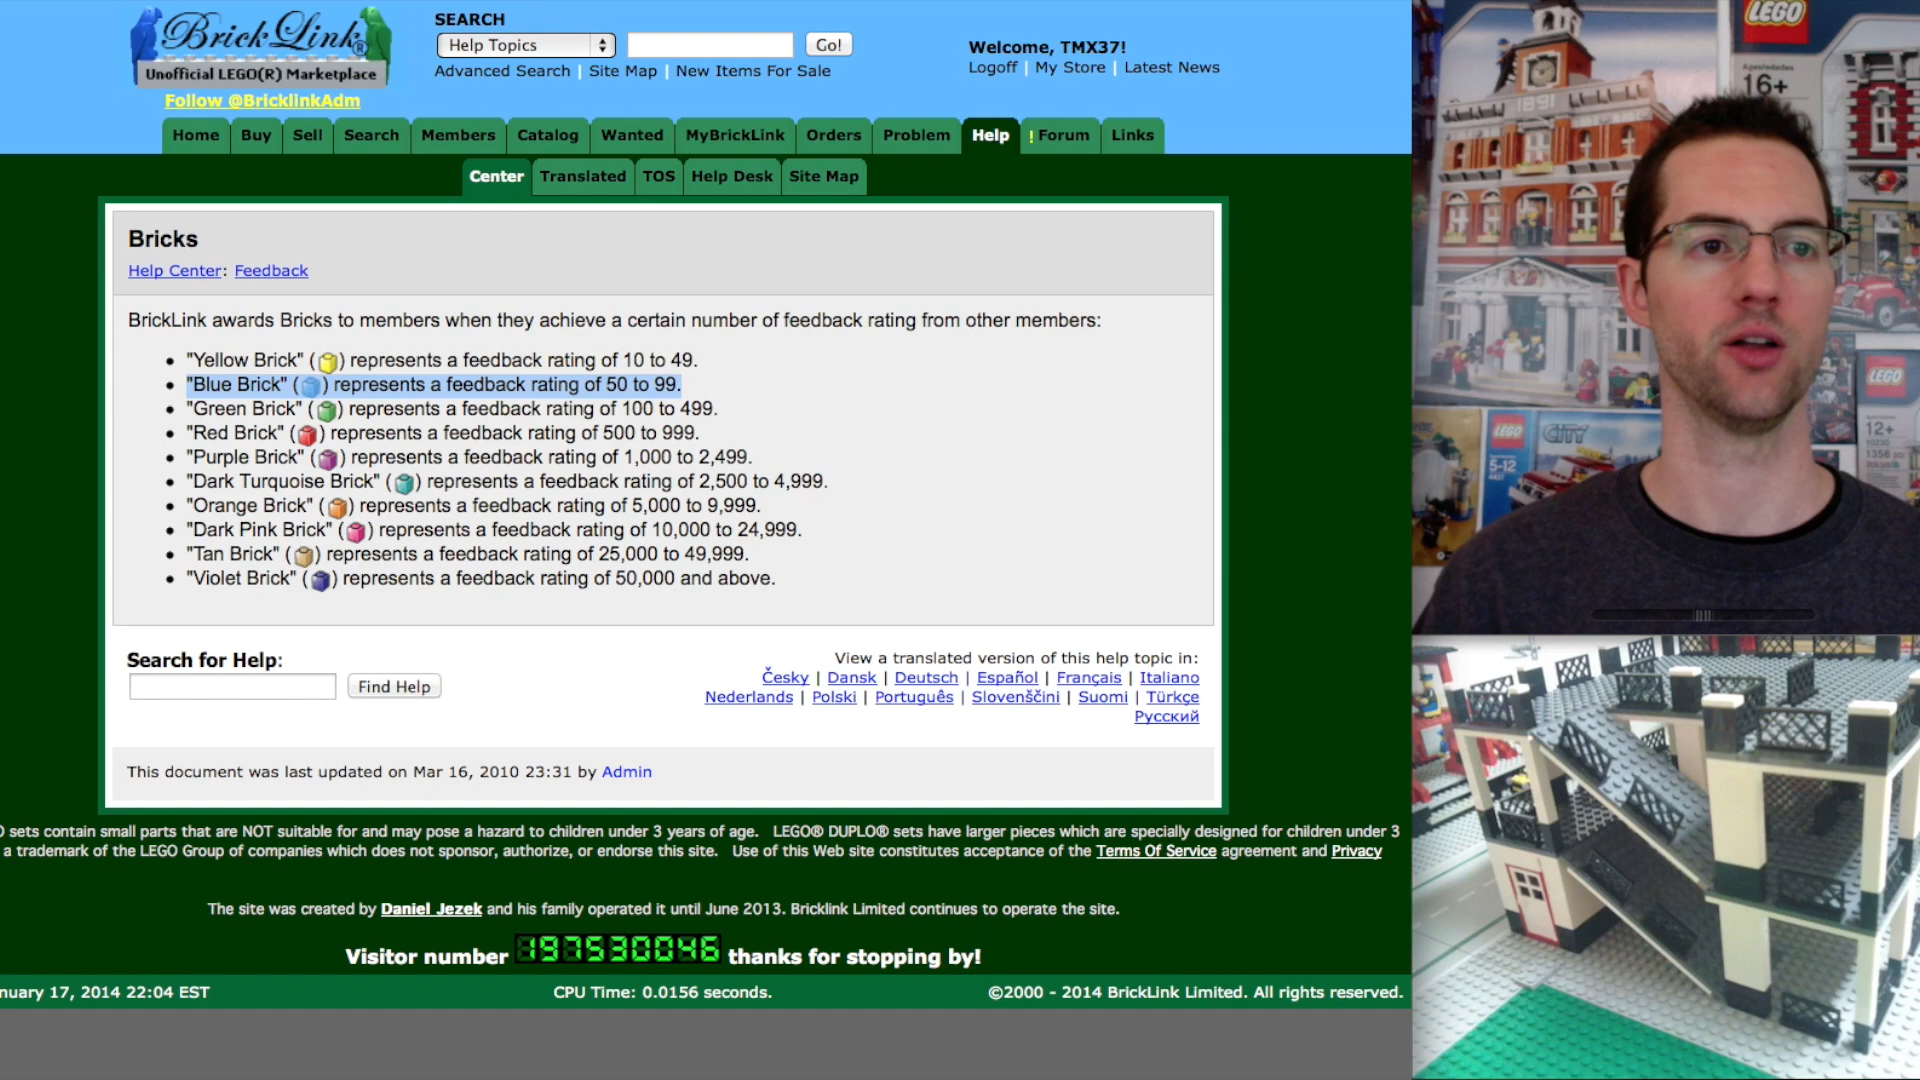 BrickLink®
Unofficial LEGO(R) Marketplace
Follow @BricklinkAdm
SEARCH
Help Topics Go!
Advanced Search | Site Map | New Items For Sale
Welcome, TMX37!
Logoff | My Store | Latest News
Home Buy Sell Search Members Catalog Wanted MyBrickLink Orders Problem Help ! Forum Links
Center Translated TOS Help Desk Site Map
Bricks
Help Center: Feedback
BrickLink awards Bricks to members when they achieve a certain number of feedback rating from other members:
• "Yellow Brick" ( ) represents a feedback rating of 10 to 49.
• "Blue Brick" ( ) represents a feedback rating of 50 to 99.
• "Green Brick" ( ) represents a feedback rating of 100 to 499.
• "Red Brick" ( ) represents a feedback rating of 500 to 999.
• "Purple Brick" ( ) represents a feedback rating of 1,000 to 2,499.
• "Dark Turquoise Brick" ( ) represents a feedback rating of 2,500 to 4,999.
• "Orange Brick" ( ) represents a feedback rating of 5,000 to 9,999.
• "Dark Pink Brick" ( ) represents a feedback rating of 10,000 to 24,999.
• "Tan Brick" ( ) represents a feedback rating of 25,000 to 49,999.
• "Violet Brick" ( ) represents a feedback rating of 50,000 and above.
Search for Help:
Find Help
View a translated version of this help topic in:
Česky | Dansk | Deutsch | Español | Français | Italiano
Nederlands | Polski | Português | Slovenščini | Suomi | Türkçe
Русский
This document was last updated on Mar 16, 2010 23:31 by Admin
sets contain small parts that are NOT suitable for and may pose a hazard to children under 3 years of age. LEGO® DUPLO® sets have larger pieces which are specially designed for children under 3
a trademark of the LEGO Group of companies which does not sponsor, authorize, or endorse this site. Use of this Web site constitutes acceptance of the Terms Of Service agreement and Privacy
The site was created by Daniel Jezek and his family operated it until June 2013. Bricklink Limited continues to operate the site.
Visitor number 197530046 thanks for stopping by!
nuary 17, 2014 22:04 EST
CPU Time: 0.0156 seconds.
©2000 - 2014 BrickLink Limited. All rights reserved.
LEGO
Ages/edades
16+
1891
LEGO
LEGO CITY
5-12
12+
10230
1356